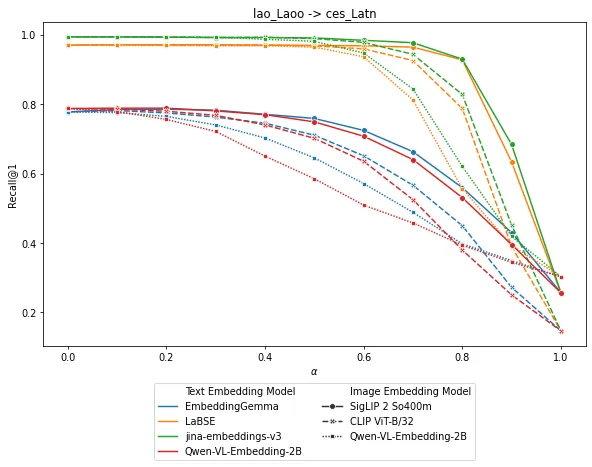 lao_Laoo -> ces_Latn
1.0
0.8
0.6
0.4
0.2
Recall@1
0.0
0.2
0.4
0.6
0.8
1.0
α
Text Embedding Model
EmbeddingGemma
LaBSE
jina-embeddings-v3
Qwen-VL-Embedding-2B
Image Embedding Model
SigLIP 2 So400m
CLIP ViT-B/32
Qwen-VL-Embedding-2B